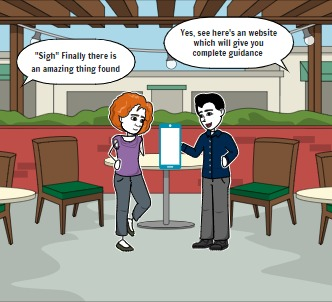 "Sigh" Finally there is
an amazing thing found
Yes, see here's an website
which will give you
complete guidance